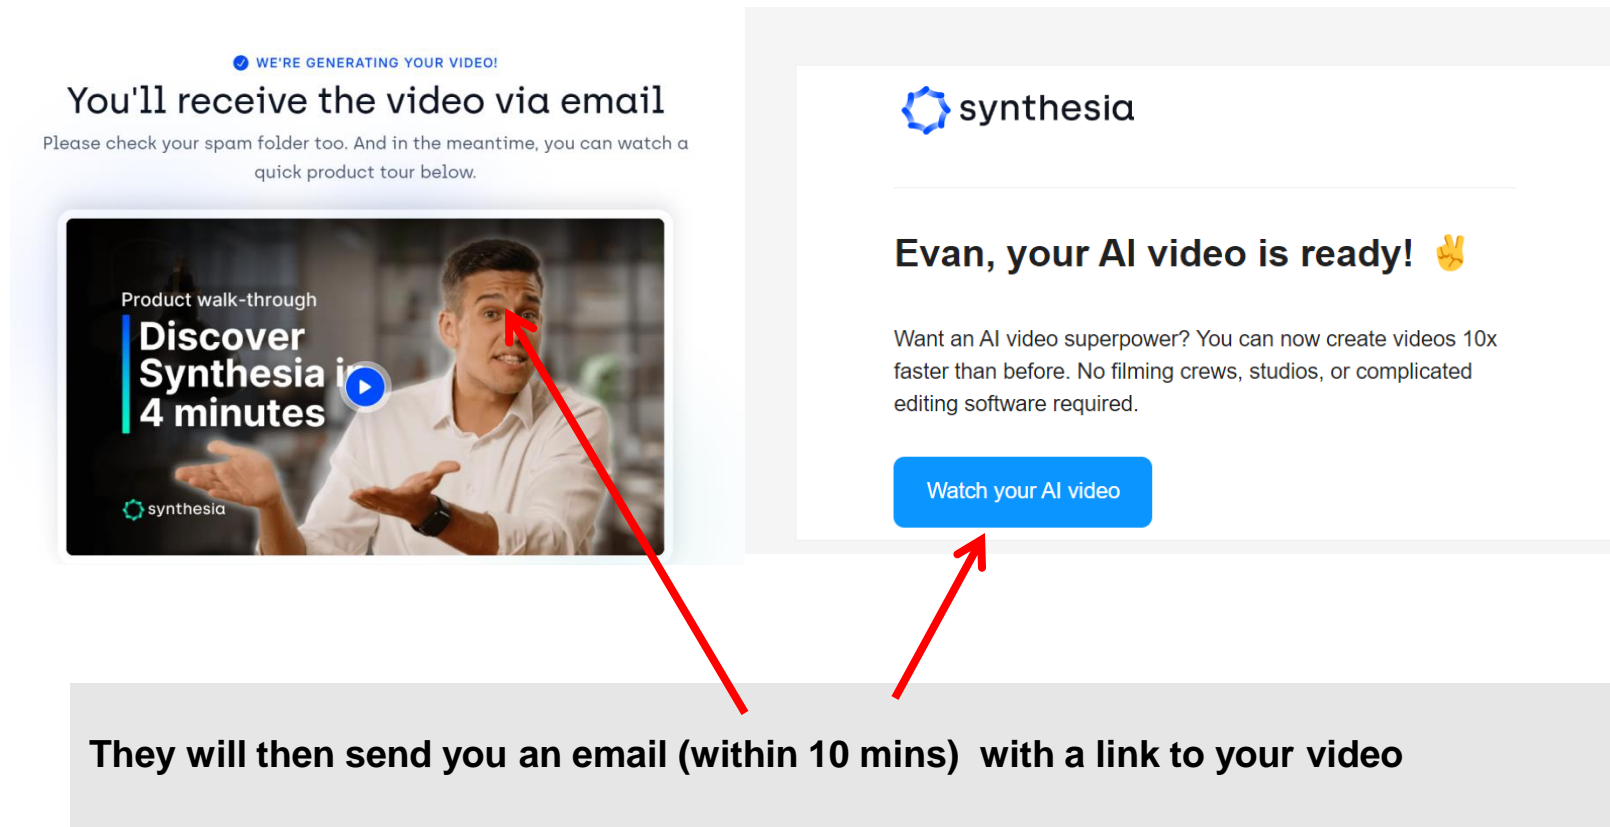 WE'RE GENERATING YOUR VIDEO!
You'll receive the video via email
Please check your spam folder too. And in the meantime, you can watch a
quick product tour below.
Product walk-through
Discover
Synthesia in
4 minutes
synthesia
synthesia
Evan, your AI video is ready! ✌️
Want an AI video superpower? You can now create videos 10x
faster than before. No filming crews, studios, or complicated
editing software required.
Watch your AI video
They will then send you an email (within 10 mins)  with a link to your video